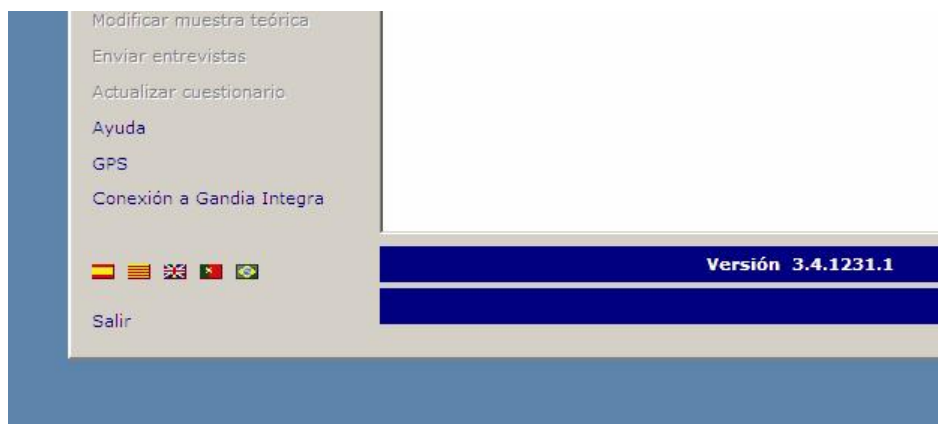 Modificar muestra teórica
Enviar entrevistas
Actualizar cuestionario
Ayuda
GPS
Conexión a Gandia Integra
Versión 3.4.1231.1
Salir